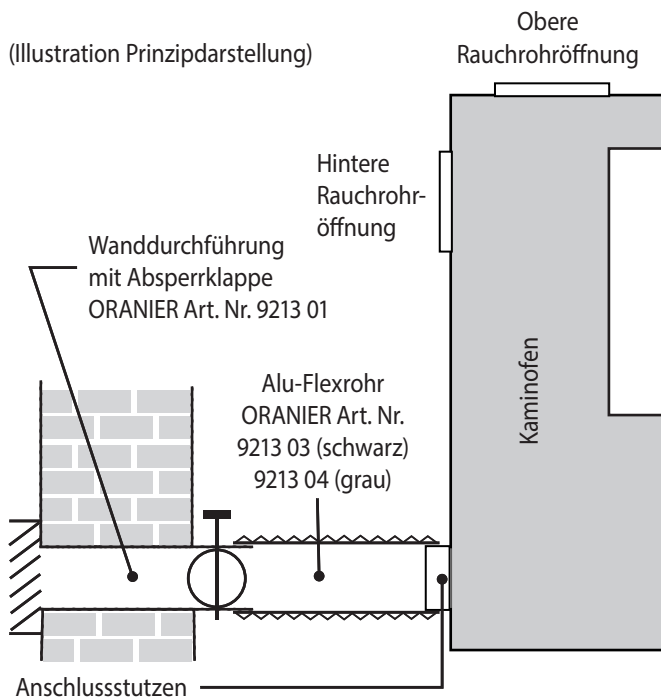 (Illustration Prinzipdarstellung)
Obere
Rauchrohröffnung
Hintere
Rauchrohr-
öffnung
Wanddurchführung
mit Absperrklappe
ORANIER Art. Nr. 9213 01
Alu-Flexrohr
ORANIER Art. Nr.
9213 03 (schwarz)
9213 04 (grau)
Kaminofen
Anschlussstutzen